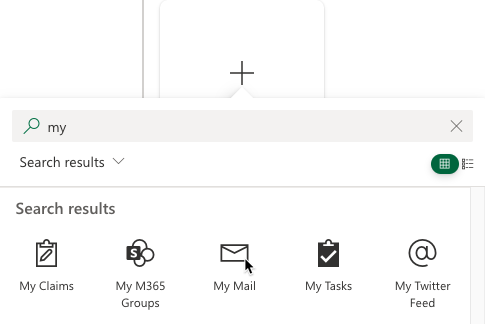 my
Search results
Search results
My Claims
My M365
Groups
My Mail
My Tasks
My Twitter
Feed